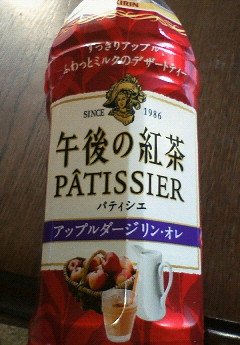 KIRIN
すっきりアップル
ふわっとミルクのデザートティー
SINCE 1986
午後の紅茶
PÂTISSIER
パティシエ
アップルダージリン・オレ